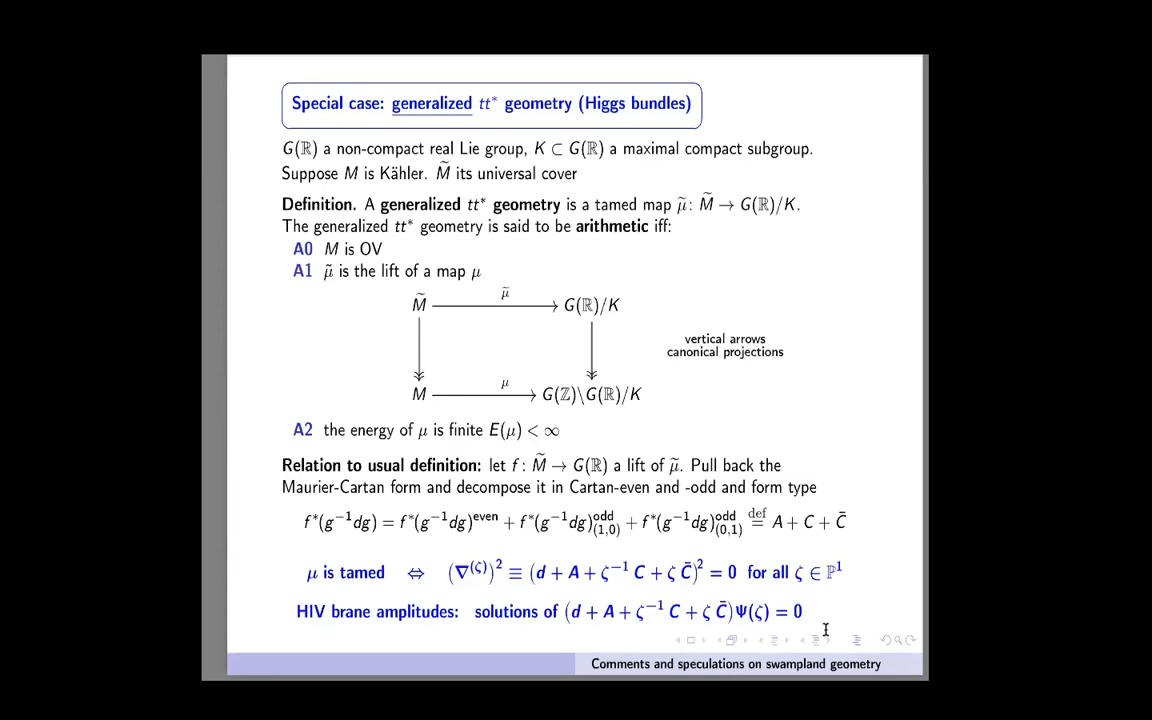 Special case: generalized tt* geometry (Higgs bundles)
G(ℝ) a non-compact real Lie group, K ⊂ G(ℝ) a maximal compact subgroup.
Suppose M is Kähler. M̃ its universal cover
Definition. A generalized tt* geometry is a tamed map μ̃: M̃ → G(ℝ)/K.
The generalized tt* geometry is said to be arithmetic iff:
A0 M is OV
A1 μ̃ is the lift of a map μ
μ̃
M̃ → G(ℝ)/K
vertical arrows
canonical projections
μ
M → G(ℤ)\G(ℝ)/K
A2 the energy of μ is finite E(μ) < ∞
Relation to usual definition: let f: M̃ → G(ℝ) a lift of μ̃. Pull back the
Maurier-Cartan form and decompose it in Cartan-even and -odd and form type
f*(g⁻¹dg) = f*(g⁻¹dg)^even + f*(g⁻¹dg)^odd_(1,0) + f*(g⁻¹dg)^odd_(0,1) def= A + C + C̄
μ is tamed ⇔ (∇^(ζ))² ≡ (d + A + ζ⁻¹ C + ζ C̄)² = 0 for all ζ ∈ ℙ¹
HIV brane amplitudes: solutions of (d + A + ζ⁻¹ C + ζ C̄)Ψ(ζ) = 0
Comments and speculations on swampland geometry